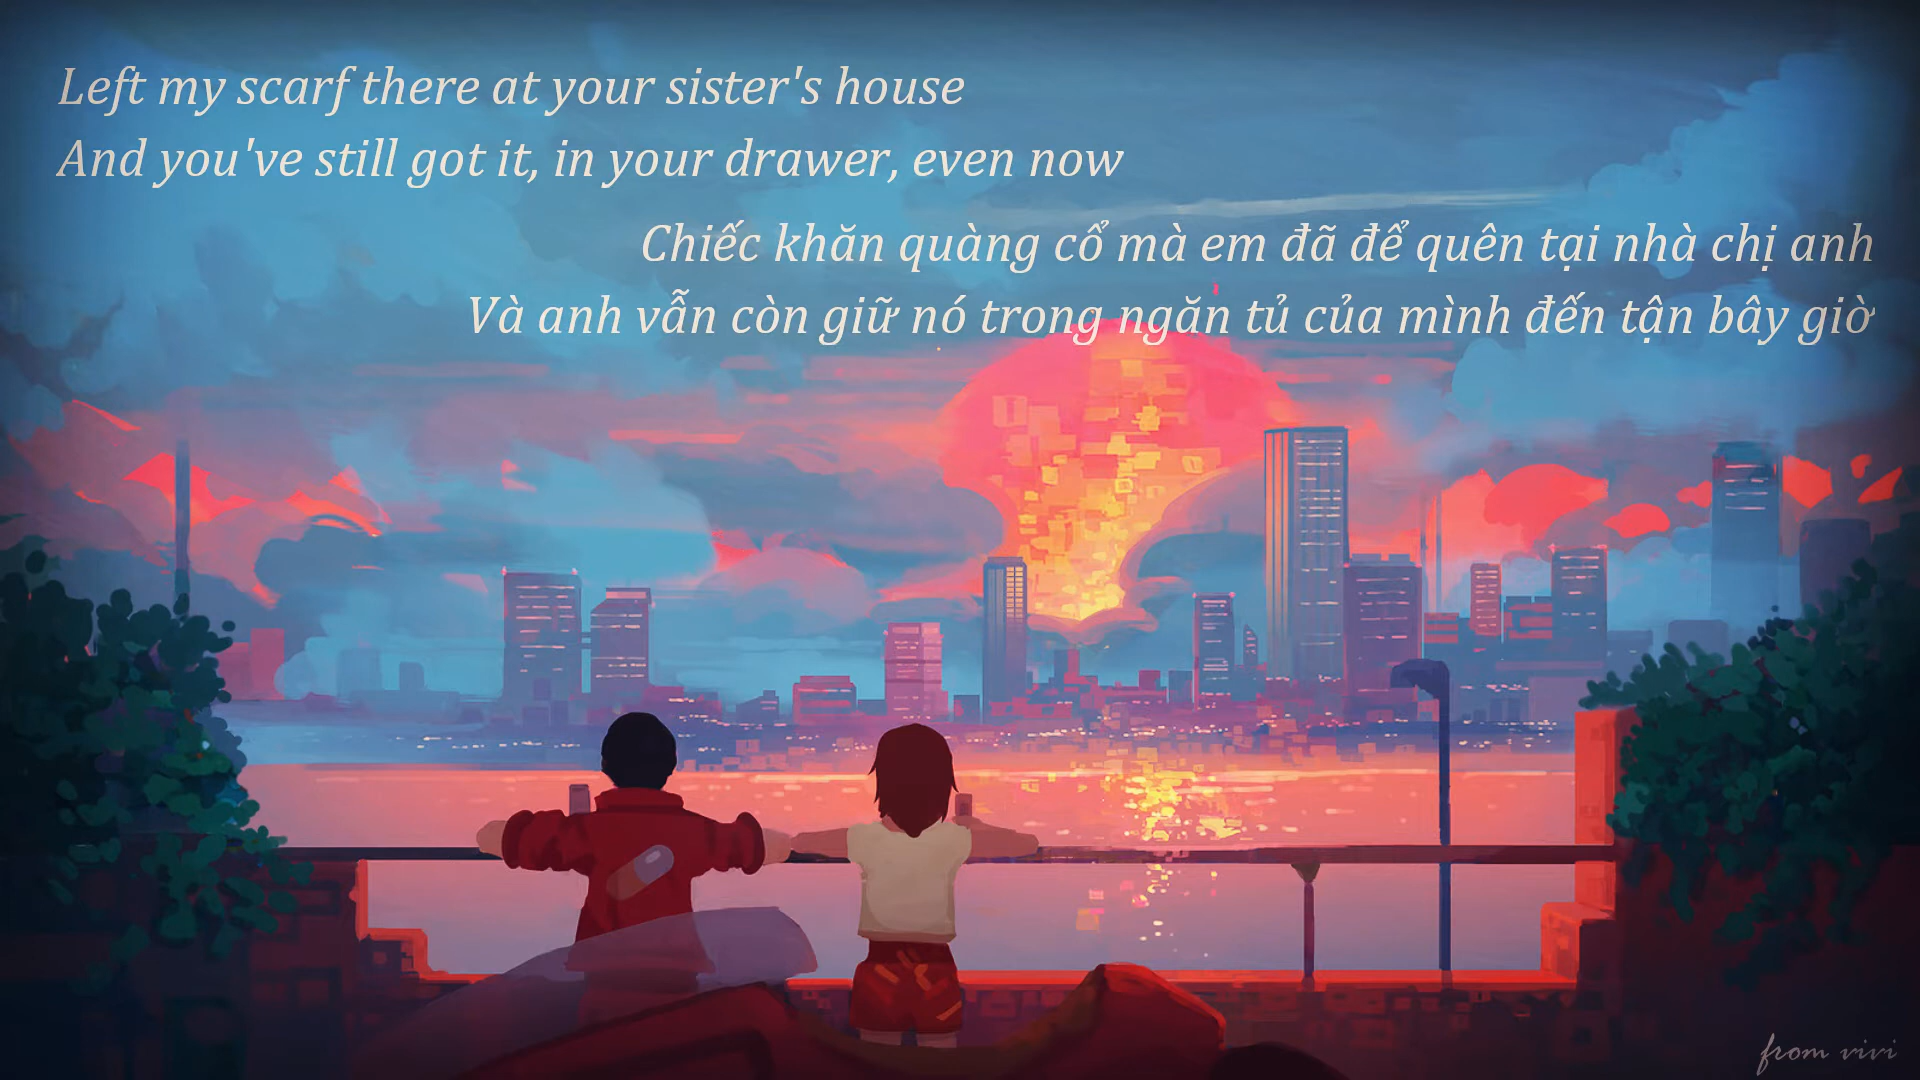 Left my scarf there at your sister's house
And you've still got it, in your drawer, even now
Chiếc khăn quàng cổ mà em đã để quên tại nhà chị anh
Và anh vẫn còn giữ nó trong ngăn tủ của mình đến tận bây giờ
from vivi